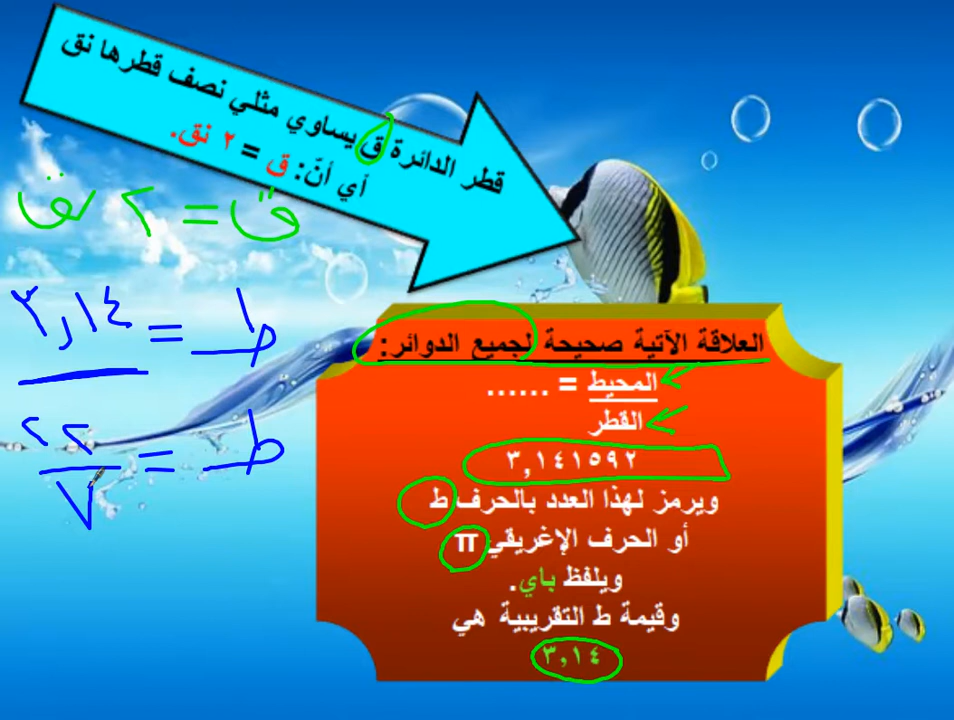 قطر الدائرة ق يساوي مثلي نصف قطرها نق
أي أنّ: ق = ٢ نق.
ق = ٢ نق
ط = ٣,١٤
ط = ٢٢/٧
العلاقة الآتية صحيحة لجميع الدوائر:
المحيط = ......
القطر
٣,١٤١٥٩٢
ويرمز لهذا العدد بالحرف ط
أو الحرف الإغريقي π
ويلفظ باي.
وقيمة ط التقريبية هي
٣,١٤